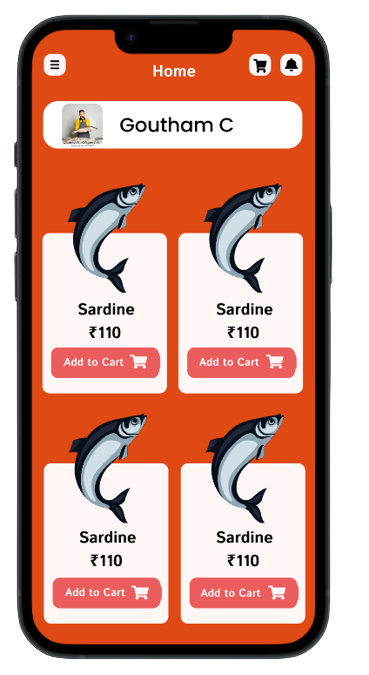 Home
Goutham C
Sardine
₹110
Add to Cart
Sardine
₹110
Add to Cart
Sardine
₹110
Add to Cart
Sardine
₹110
Add to Cart